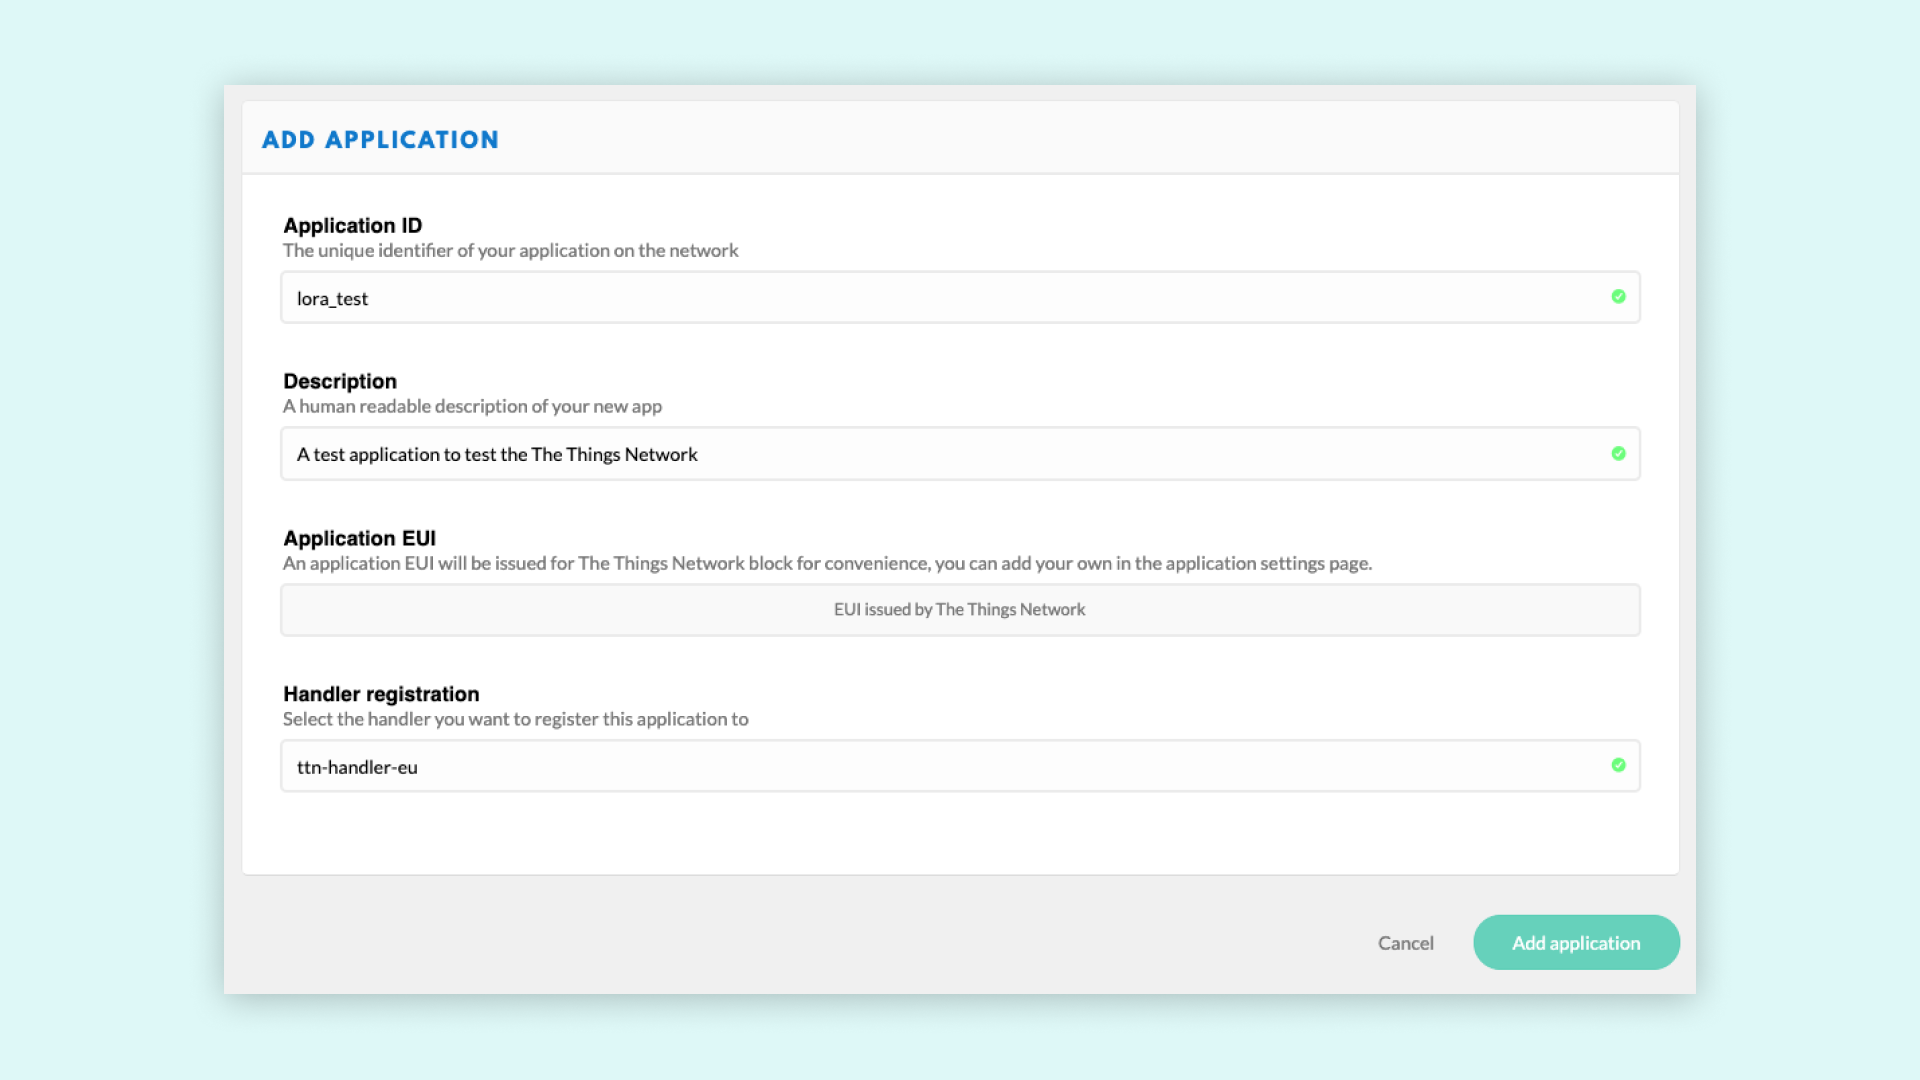 ADD APPLICATION
Application ID
The unique identifier of your application on the network
lora_test
Description
A human readable description of your new app
A test application to test the The Things Network
Application EUI
An application EUI will be issued for The Things Network block for convenience, you can add your own in the application settings page.
EUI issued by The Things Network
Handler registration
Select the handler you want to register this application to
ttn-handler-eu
Cancel
Add application